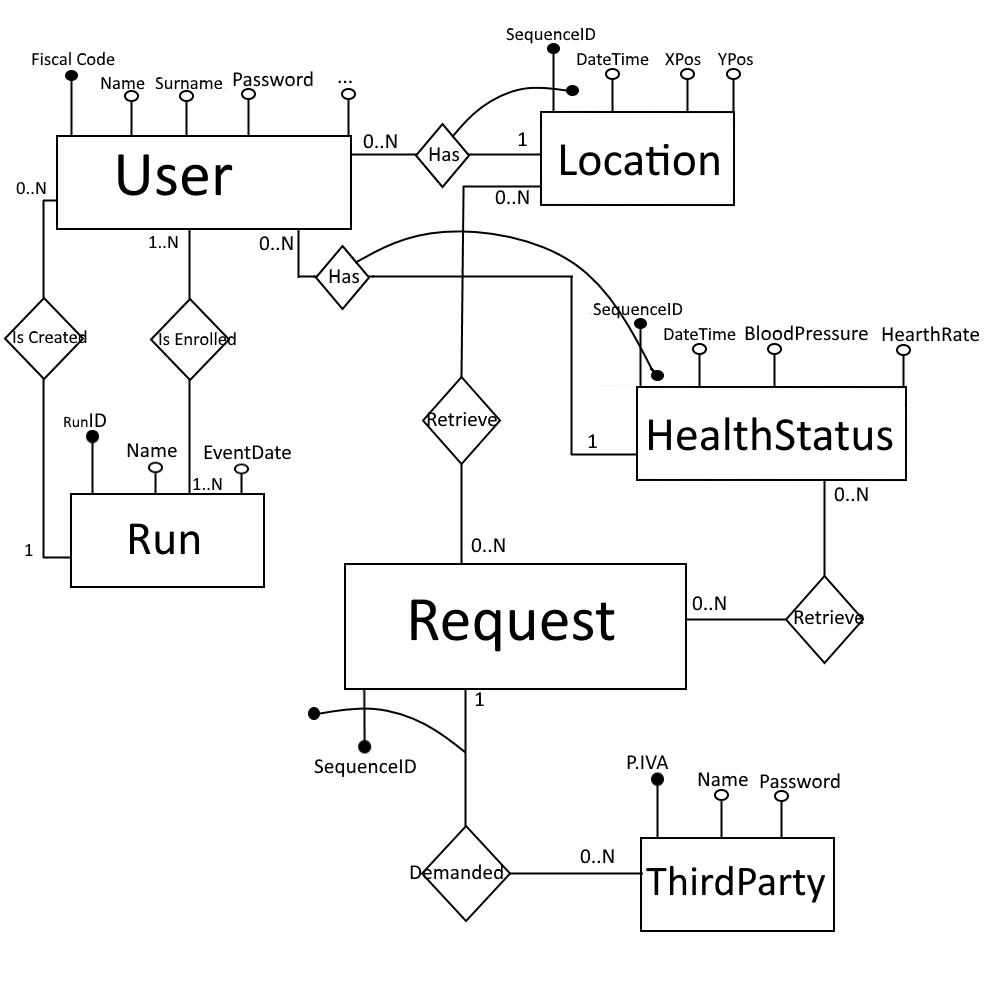 SequenceID
Fiscal Code
DateTime
XPos
YPos
Name
Surname
Password
...
0..N
Has
1
User
Location
0..N
0..N
1..N
0..N
Has
SequenceID
Is Created
Is Enrolled
DateTime
BloodPressure
HearthRate
RunID
Retrieve
Name
EventDate
1
HealthStatus
1..N
0..N
Run
1
0..N
0..N
Retrieve
Request
1
SequenceID
P.IVA
Name
Password
0..N
Demanded
ThirdParty